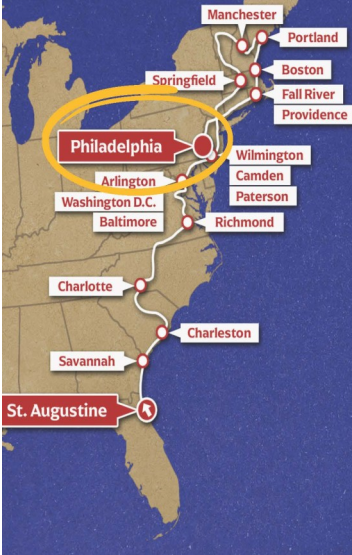 Manchester
Portland
Springfield
Boston
Fall River
Providence
Philadelphia
Wilmington
Camden
Paterson
Arlington
Washington D.C.
Baltimore
Richmond
Charlotte
Charleston
Savannah
St. Augustine